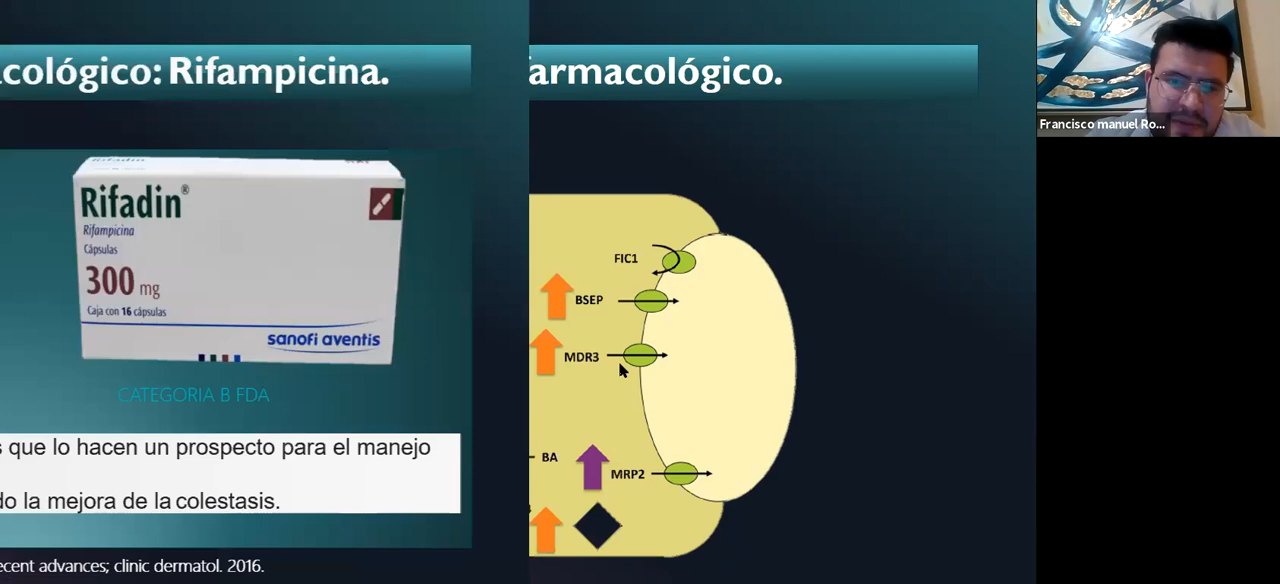 acológico: Rifampicina.
farmacológico.
Francisco manuel Ro...
Rifadin®
Rifampicina
Cápsulas
300 mg
Caja con 16 cápsulas
sanofi aventis
CATEGORIA B FDA
s que lo hacen un prospecto para el manejo
do la mejora de la colestasis.
ecent advances; clinic dermatol. 2016.
FIC1
BSEP
MDR3
BA
MRP2